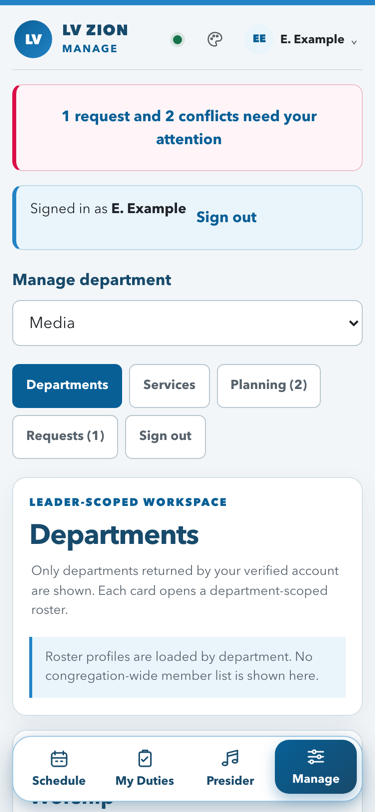 LV
LV ZION
MANAGE
EE
E. Example
1 request and 2 conflicts need your
attention
Signed in as E. Example
Sign out
Manage department
Media
Departments
Services
Planning (2)
Requests (1)
Sign out
LEADER-SCOPED WORKSPACE
Departments
Only departments returned by your verified account
are shown. Each card opens a department-scoped
roster.
Roster profiles are loaded by department. No
congregation-wide member list is shown here.
Schedule
My Duties
Presider
Manage
Worship